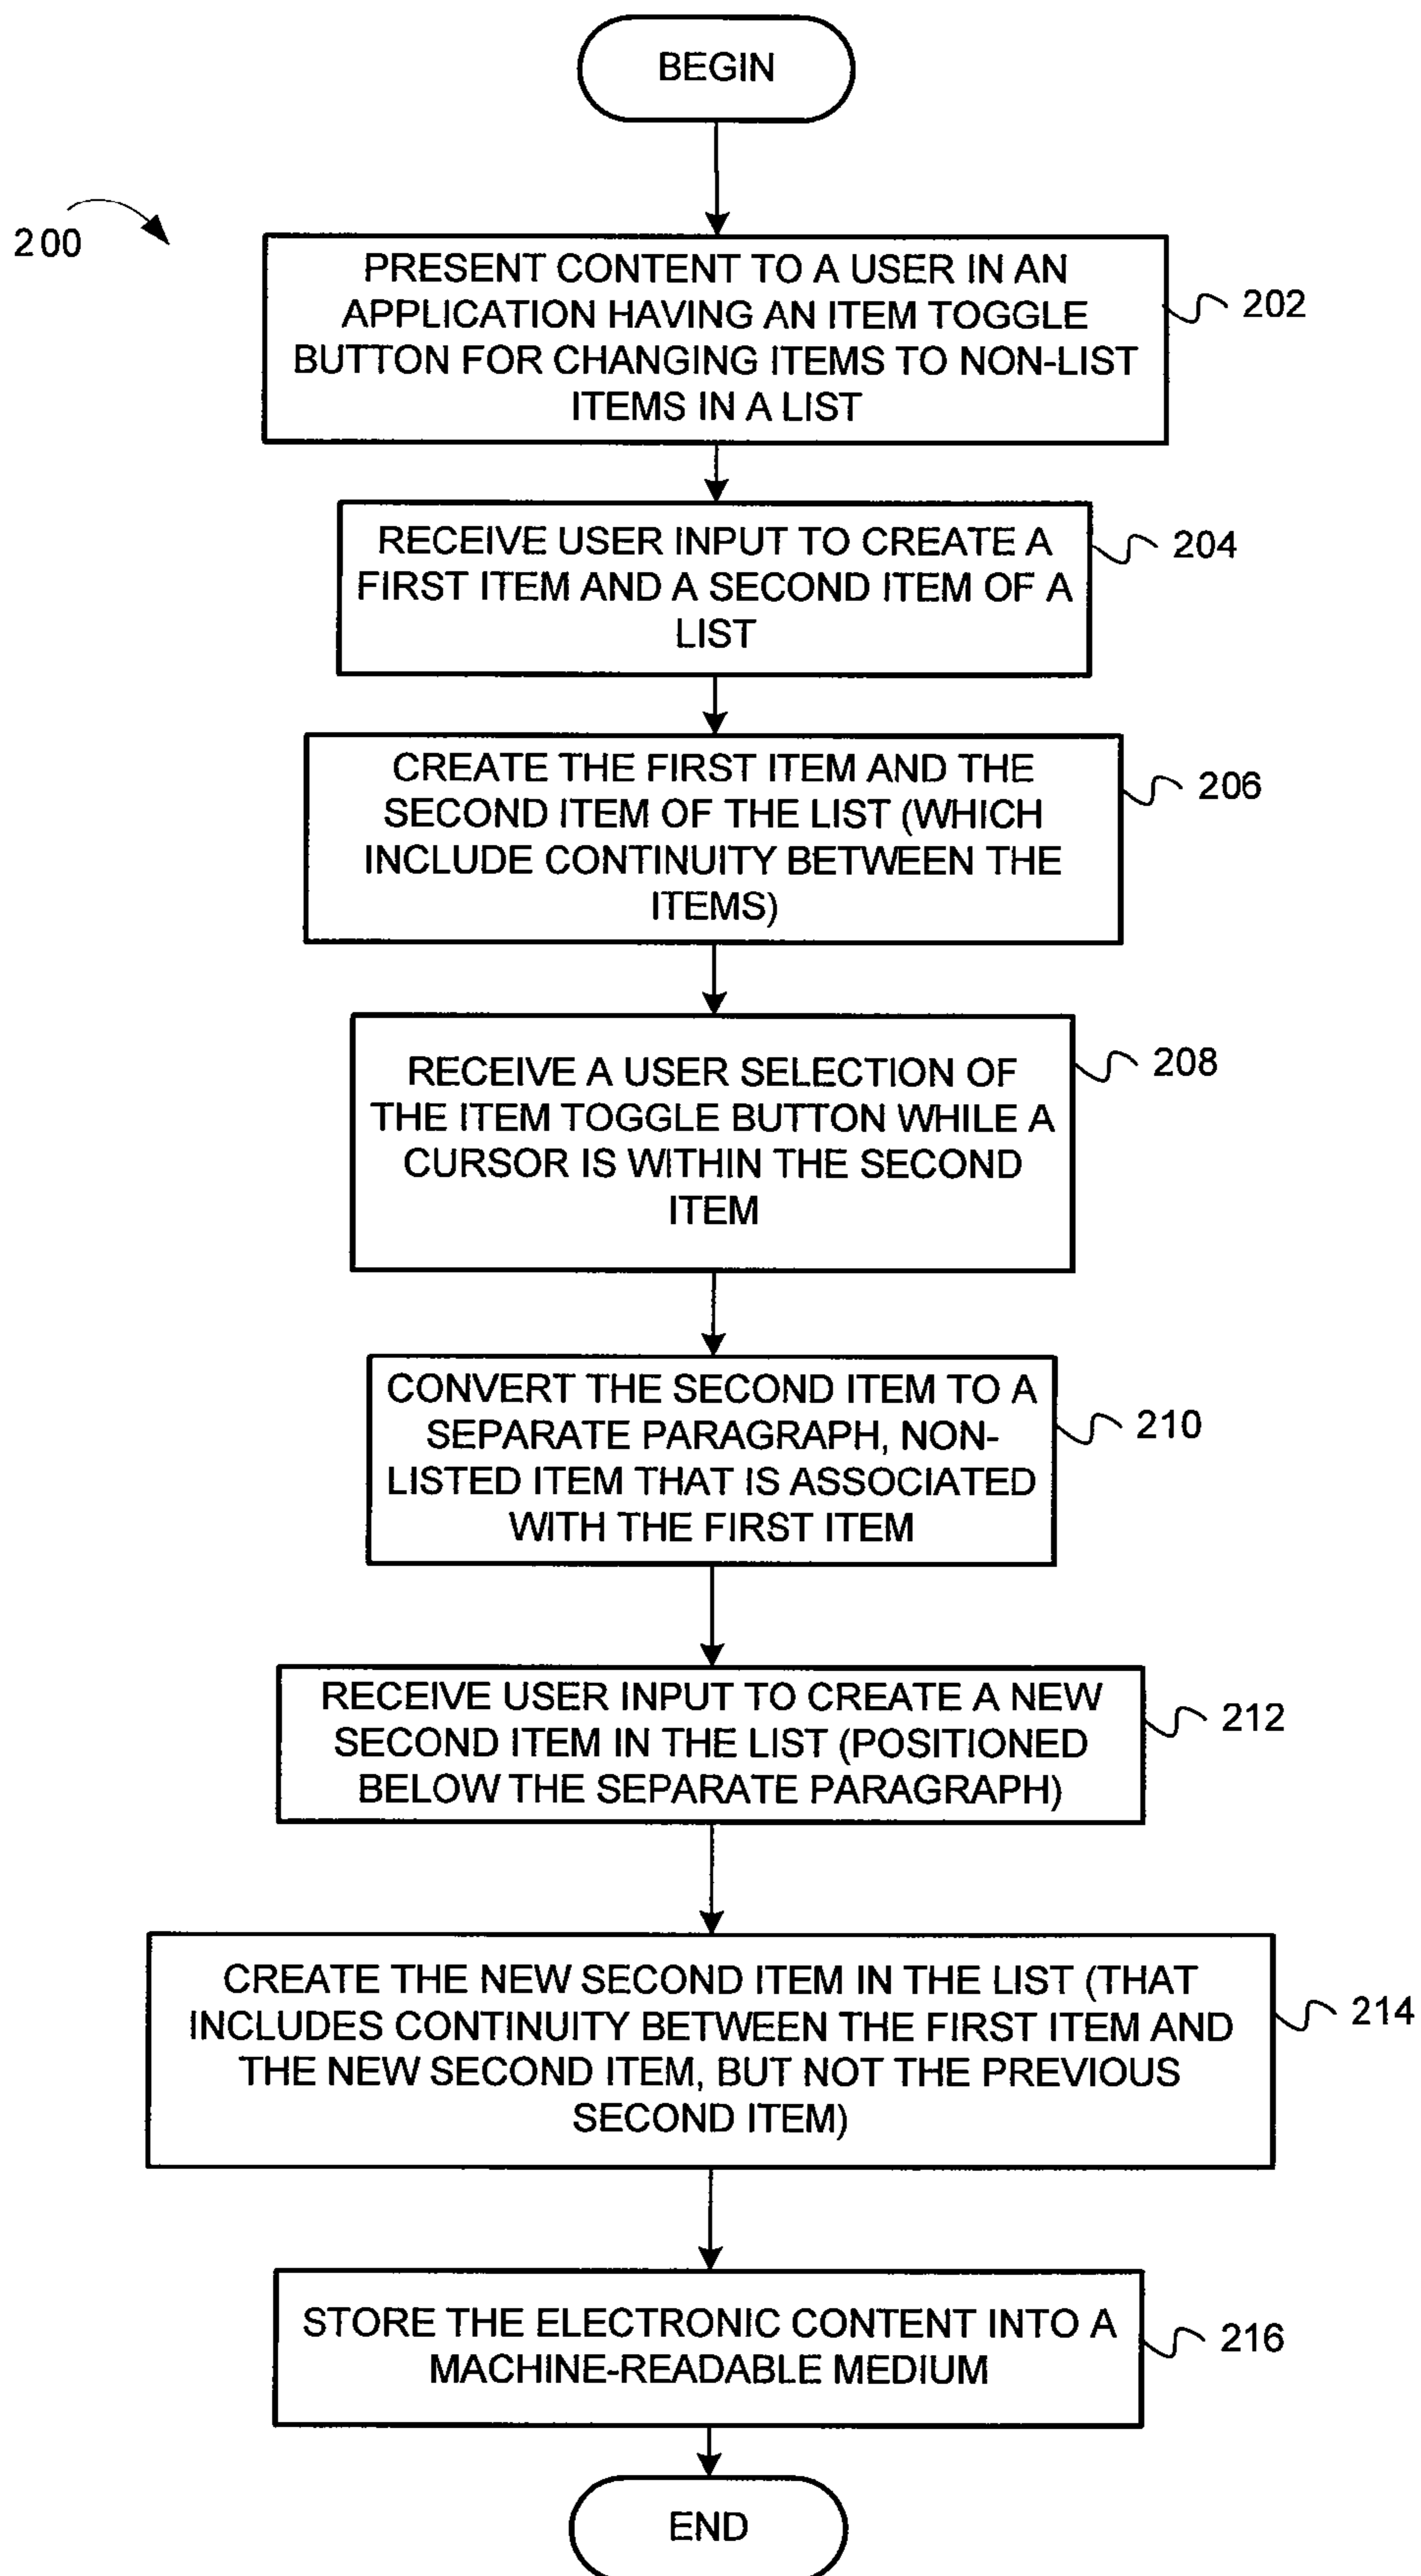 BEGIN
200
PRESENT CONTENT TO A USER IN AN
APPLICATION HAVING AN ITEM TOGGLE
BUTTON FOR CHANGING ITEMS TO NON-LIST
ITEMS IN A LIST
202
RECEIVE USER INPUT TO CREATE A
FIRST ITEM AND A SECOND ITEM OF A
LIST
204
CREATE THE FIRST ITEM AND THE
SECOND ITEM OF THE LIST (WHICH
INCLUDE CONTINUITY BETWEEN THE
ITEMS)
206
RECEIVE A USER SELECTION OF
THE ITEM TOGGLE BUTTON WHILE A
CURSOR IS WITHIN THE SECOND
ITEM
208
CONVERT THE SECOND ITEM TO A
SEPARATE PARAGRAPH, NON-
LISTED ITEM THAT IS ASSOCIATED
WITH THE FIRST ITEM
210
RECEIVE USER INPUT TO CREATE A NEW
SECOND ITEM IN THE LIST (POSITIONED
BELOW THE SEPARATE PARAGRAPH)
212
CREATE THE NEW SECOND ITEM IN THE LIST (THAT
INCLUDES CONTINUITY BETWEEN THE FIRST ITEM AND
THE NEW SECOND ITEM, BUT NOT THE PREVIOUS
SECOND ITEM)
214
STORE THE ELECTRONIC CONTENT INTO A
MACHINE-READABLE MEDIUM
216
END